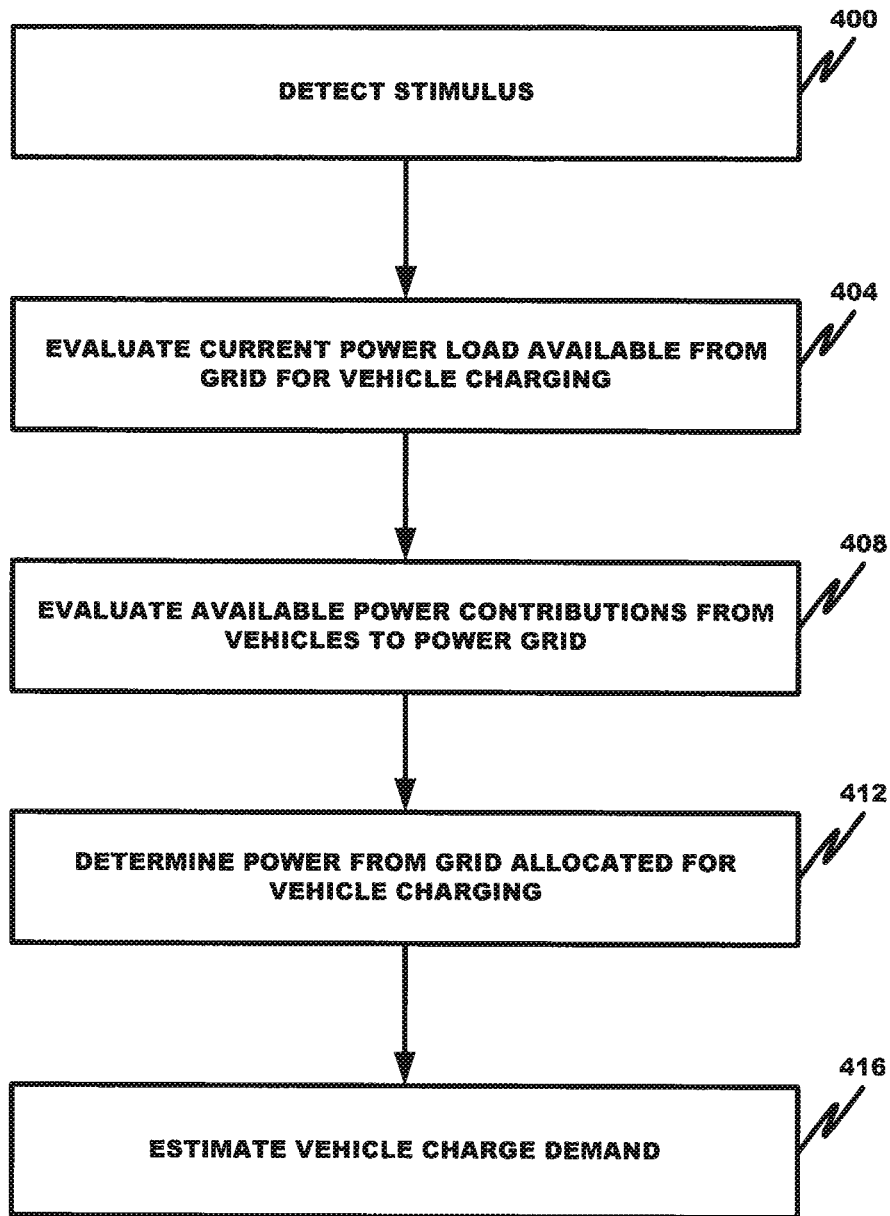 400
DETECT STIMULUS
404
EVALUATE CURRENT POWER LOAD AVAILABLE FROM
GRID FOR VEHICLE CHARGING
408
EVALUATE AVAILABLE POWER CONTRIBUTIONS FROM
VEHICLES TO POWER GRID
412
DETERMINE POWER FROM GRID ALLOCATED FOR
VEHICLE CHARGING
416
ESTIMATE VEHICLE CHARGE DEMAND